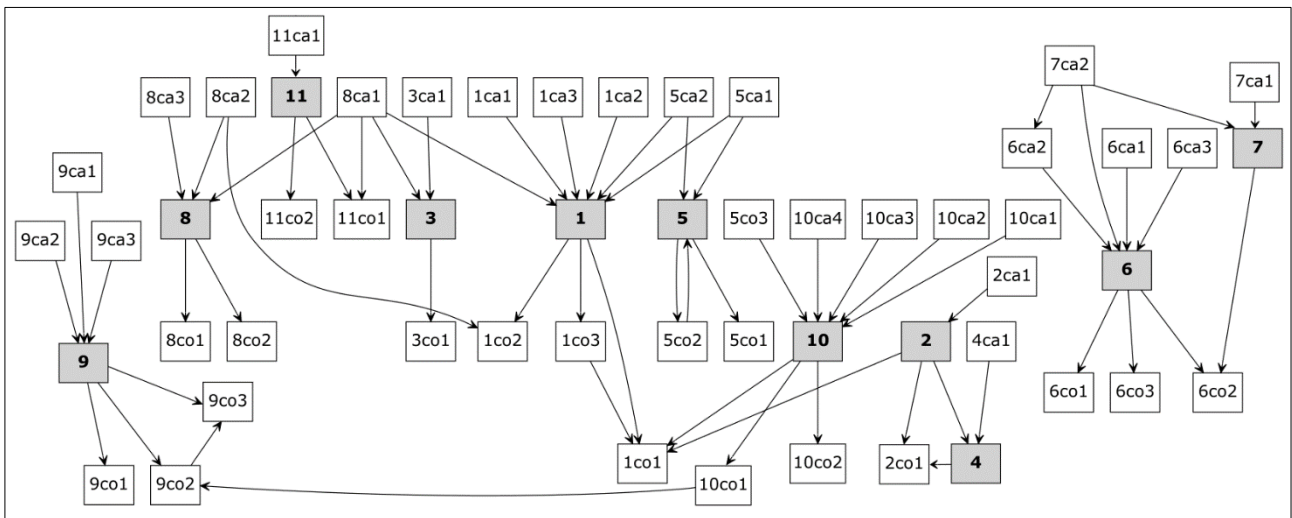 11ca1
7ca2
7ca1
8ca3 8ca2 11 8ca1 3ca1 1ca1 1ca3 1ca2 5ca2 5ca1
6ca2 6ca1 6ca3 7
9ca1
8 11co2 11co1 3 1 5 5co3 10ca4 10ca3 10ca2 10ca1
9ca2 9ca3
6
2ca1
8co1 8co2 3co1 1co2 1co3 5co2 5co1 10 2 4ca1
9
6co1 6co3 6co2
9co3
1co1 10co2 2co1 4
9co1 9co2 10co1